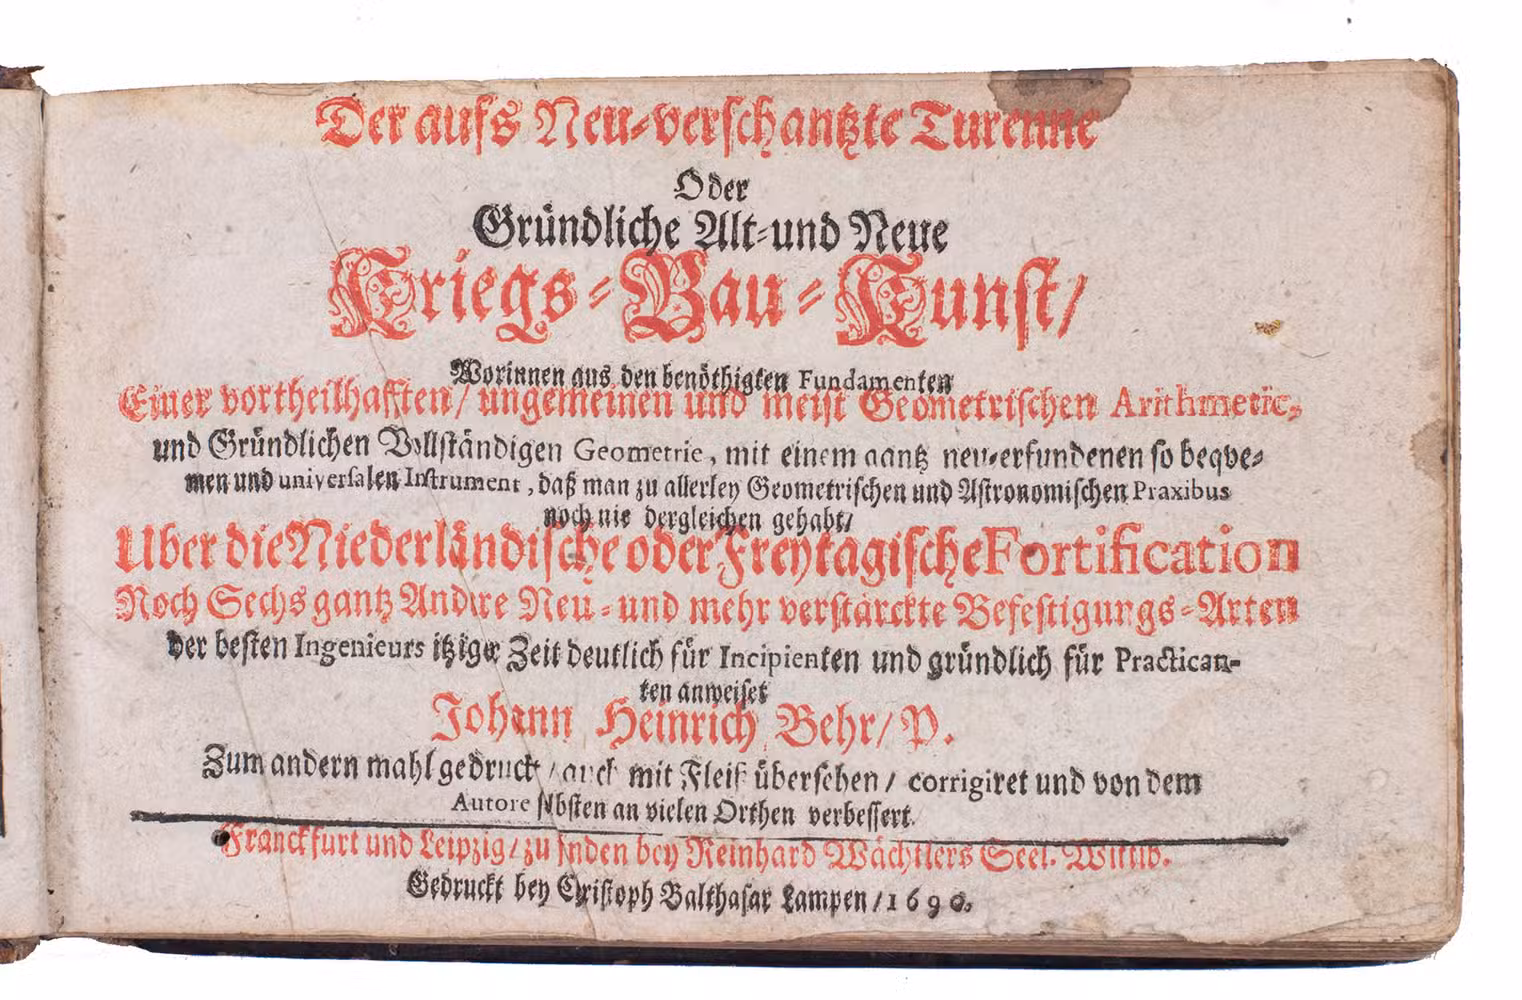 Der aufs Neu-verschantzte Turenne
Oder
Gründliche Alt-und Neue
Kriegs-Bau-Kunst/
Worinnen aus den benöthigten Fundamenten
Einer vortheilhafften/ ungemeinen und meist Geometrischen Arithmetic,
und Gründlichen Vollständigen Geometrie, mit einem gantz neu-erfundenen so beqve-
men und universalen Instrument, daß man zu allerley Geometrischen und Astronomischen Praxibus
noch nie dergleichen gehabt/
Uber die Niederländische oder Freytagische Fortification
Noch Sechs gantz Andere Neu-und mehr verstärckte Befestigungs-Arten
der besten Ingenieurs itziger Zeit deutlich für Incipienten und gründlich für Practican-
ten anweiset
Johann Heinrich Behr/ P.
Zum andern mahl gedruckt/ auch mit Fleiß übersehen/ corrigiret und von dem
Autore selbsten an vielen Orthen verbessert.
Franckfurt und Leipzig/ zu finden bey Reinhard Wächtlers Seel. Wittib.
Gedruckt bey Christoph Balthasar Lampen/ 1690.